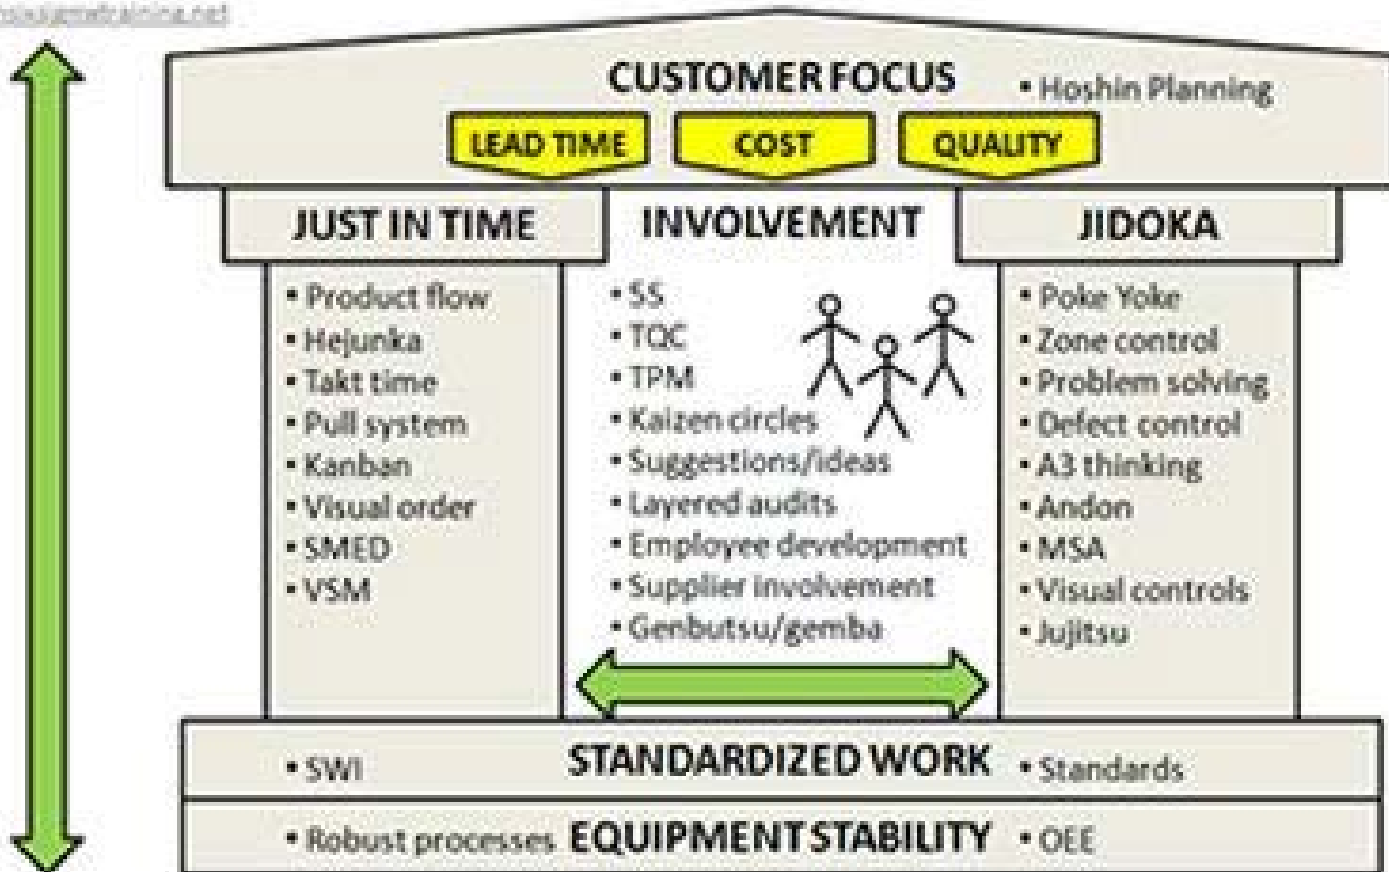 CUSTOMER FOCUS
• Hoshin Planning
LEAD TIME
COST
QUALITY
JUST IN TIME
• Product flow
• Hejunka
• Takt time
• Pull system
• Kanban
• Visual order
• SMED
• VSM
INVOLVEMENT
• 5S
• TQC
• TPM
• Kaizen circles
• Suggestions/ideas
• Layered audits
• Employee development
• Supplier involvement
• Genbutsu/gemba
JIDOKA
• Poke Yoke
• Zone control
• Problem solving
• Defect control
• A3 thinking
• Andon
• MSA
• Visual controls
• Jujitsu
• SWI
STANDARDIZED WORK
• Standards
• Robust processes
EQUIPMENT STABILITY
• OEE